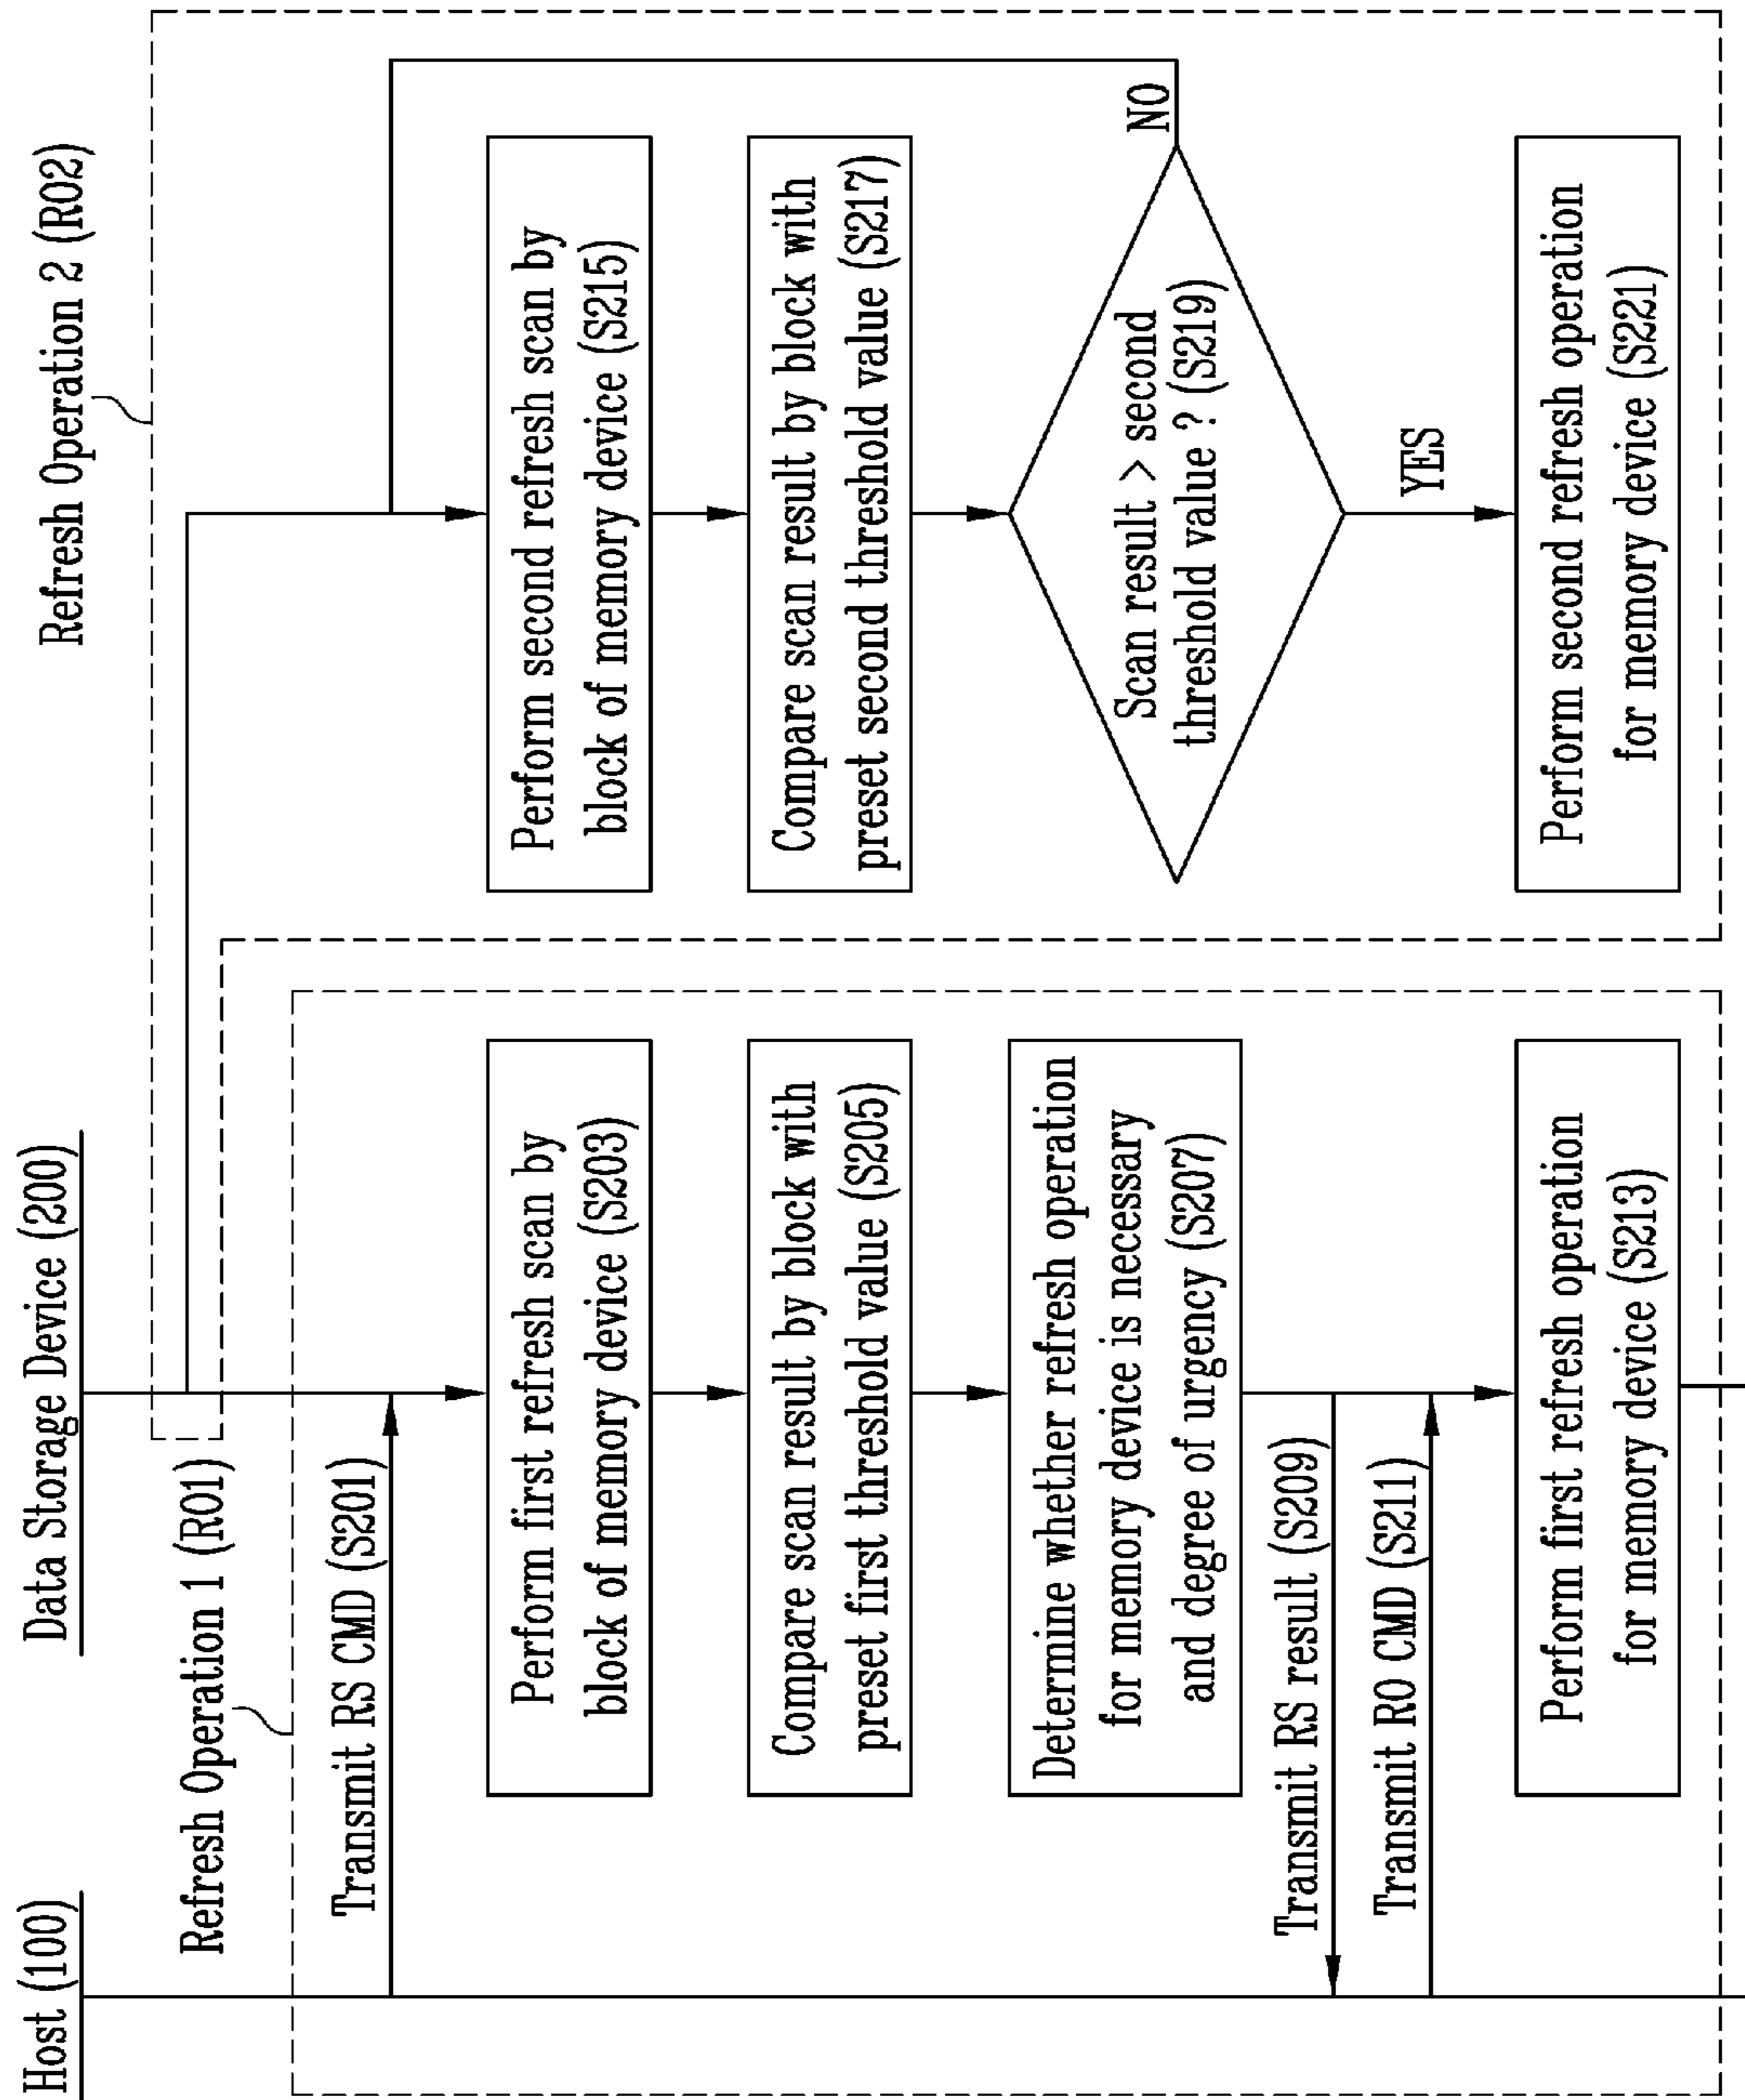 Host (100)
Data Storage Device (200)
Refresh Operation 2 (RO2)
Refresh Operation 1 (RO1)
Transmit RS CMD (S201)
Perform first refresh scan by
block of memory device (S203)
Compare scan result by block with
preset first threshold value (S205)
Determine whether refresh operation
for memory device is necessary
and degree of urgency (S207)
Transmit RS result (S209)
Transmit RO CMD (S211)
Perform first refresh operation
for memory device (S213)
Perform second refresh scan by
block of memory device (S215)
Compare scan result by block with
preset second threshold value (S217)
Scan result > second
threshold value ? (S219)
NO
YES
Perform second refresh operation
for memory device (S221)